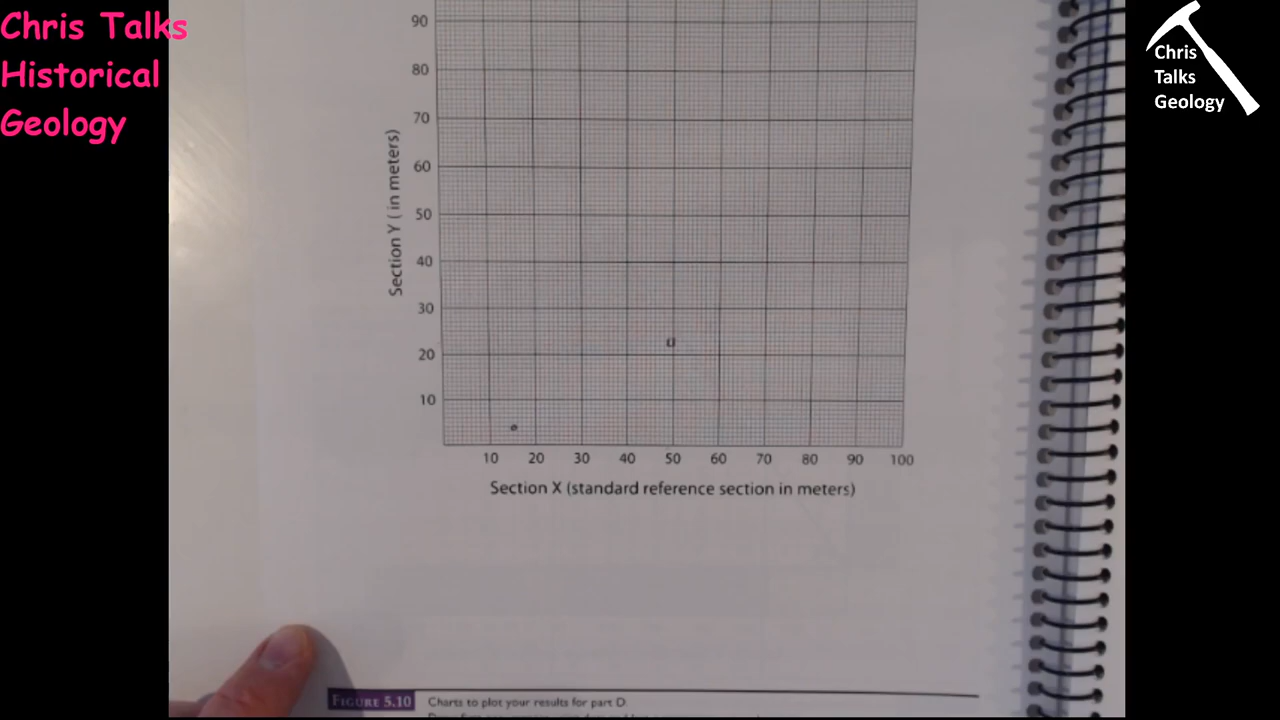 Chris Talks
Historical
Geology
Chris
Talks
Geology
90
80
70
60
50
40
30
20
10
Section Y ( in meters)
10 20 30 40 50 60 70 80 90 100
Section X (standard reference section in meters)
FIGURE 5.10 Charts to plot your results for part D